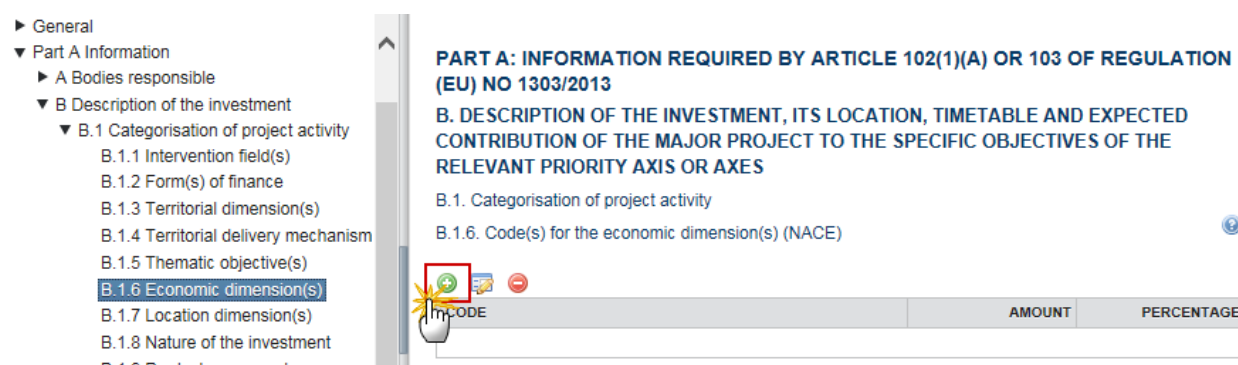 General
Part A Information
A Bodies responsible
B Description of the investment
B.1 Categorisation of project activity
B.1.1 Intervention field(s)
B.1.2 Form(s) of finance
B.1.3 Territorial dimension(s)
B.1.4 Territorial delivery mechanism
B.1.5 Thematic objective(s)
B.1.6 Economic dimension(s)
B.1.7 Location dimension(s)
B.1.8 Nature of the investment
PART A: INFORMATION REQUIRED BY ARTICLE 102(1)(A) OR 103 OF REGULATION
(EU) NO 1303/2013
B. DESCRIPTION OF THE INVESTMENT, ITS LOCATION, TIMETABLE AND EXPECTED
CONTRIBUTION OF THE MAJOR PROJECT TO THE SPECIFIC OBJECTIVES OF THE
RELEVANT PRIORITY AXIS OR AXES
B.1. Categorisation of project activity
B.1.6. Code(s) for the economic dimension(s) (NACE)
CODE AMOUNT PERCENTAGE